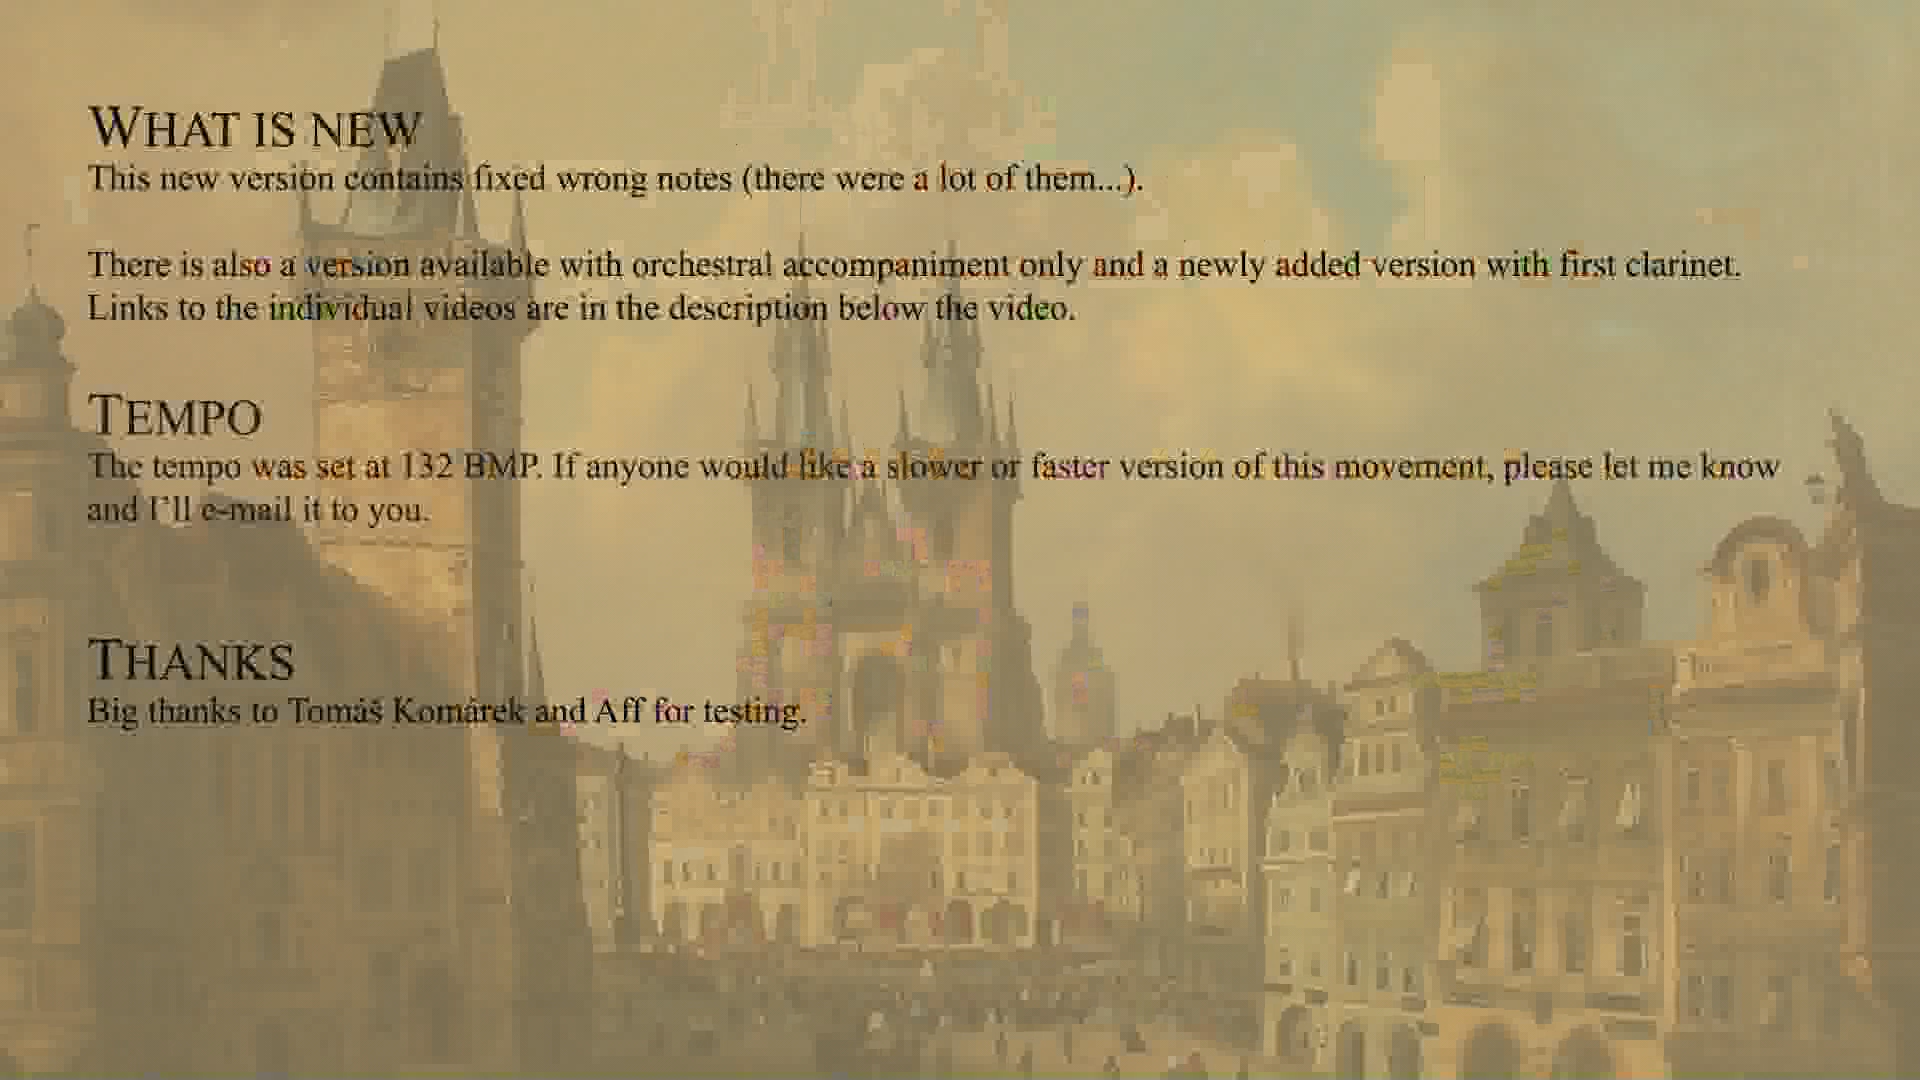 WHAT IS NEW
This new version contains fixed wrong notes (there were a lot of them...).
There is also a version available with orchestral accompaniment only and a newly added version with first clarinet.
Links to the individual videos are in the description below the video.
TEMPO
The tempo was set at 132 BMP. If anyone would like a slower or faster version of this movement, please let me know
and I'll e-mail it to you.
THANKS
Big thanks to Tomáš Komárek and Aff for testing.